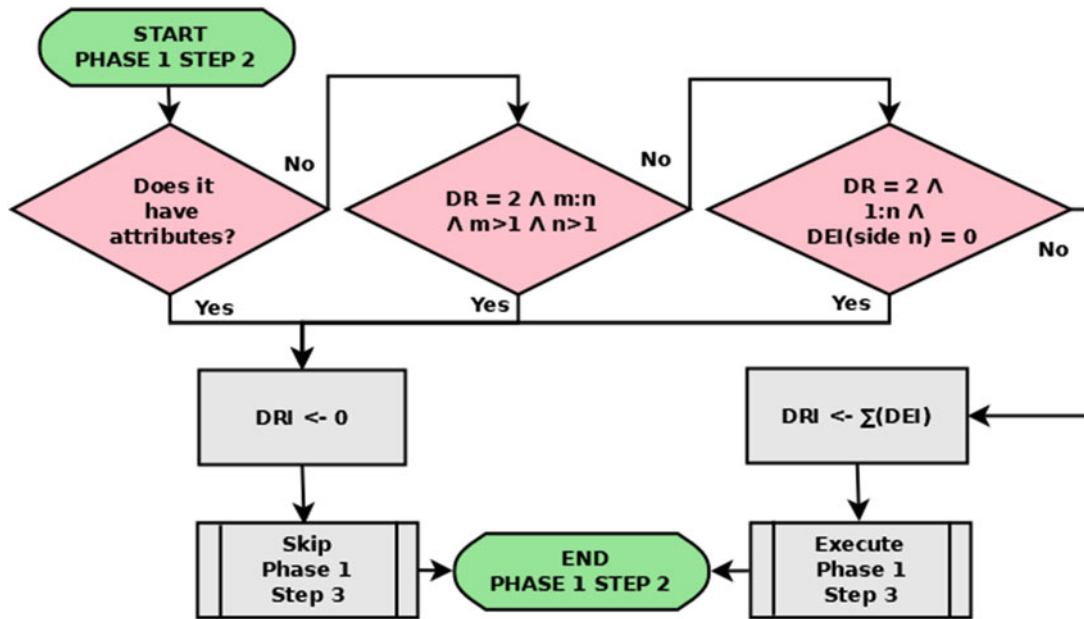 START
PHASE 1 STEP 2
Does it
have
attributes?
No
DR = 2 Λ m:n
Λ m>1 Λ n>1
No
DR = 2 Λ
1:n Λ
DEI(side n) = 0
No
Yes
Yes
Yes
DRI <- 0
DRI <- ∑(DEI)
Skip
Phase 1
Step 3
END
PHASE 1 STEP 2
Execute
Phase 1
Step 3